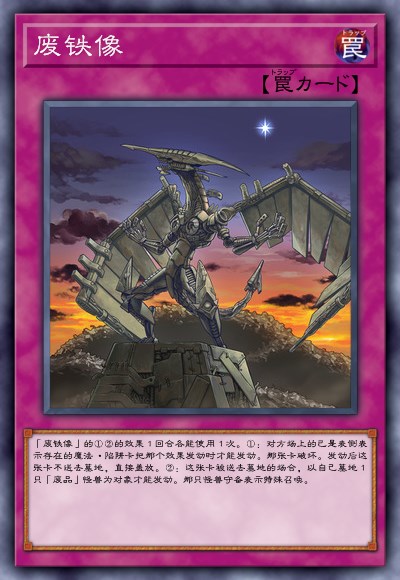 废铁像
トラップ
罠
トラップ
【罠カード】
「废铁像」的①②的效果1回合各能使用1次。①：对方场上的已是表侧表
示存在的魔法·陷阱卡把那个效果发动时才能发动。那张卡破坏。发动后这
张卡不送去墓地，直接盖放。②：这张卡被送去墓地的场合，以自己墓地1
只「废品」怪兽为对象才能发动。那只怪兽守备表示特殊召唤。